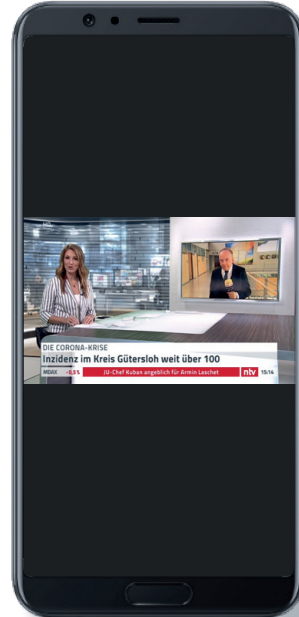 DIE CORONA-KRISE
Inzidenz im Kreis Gütersloh weit über 100
MDAX -0,5% JU-Chef Kuban angeblich für Armin Laschet ntv 15:14